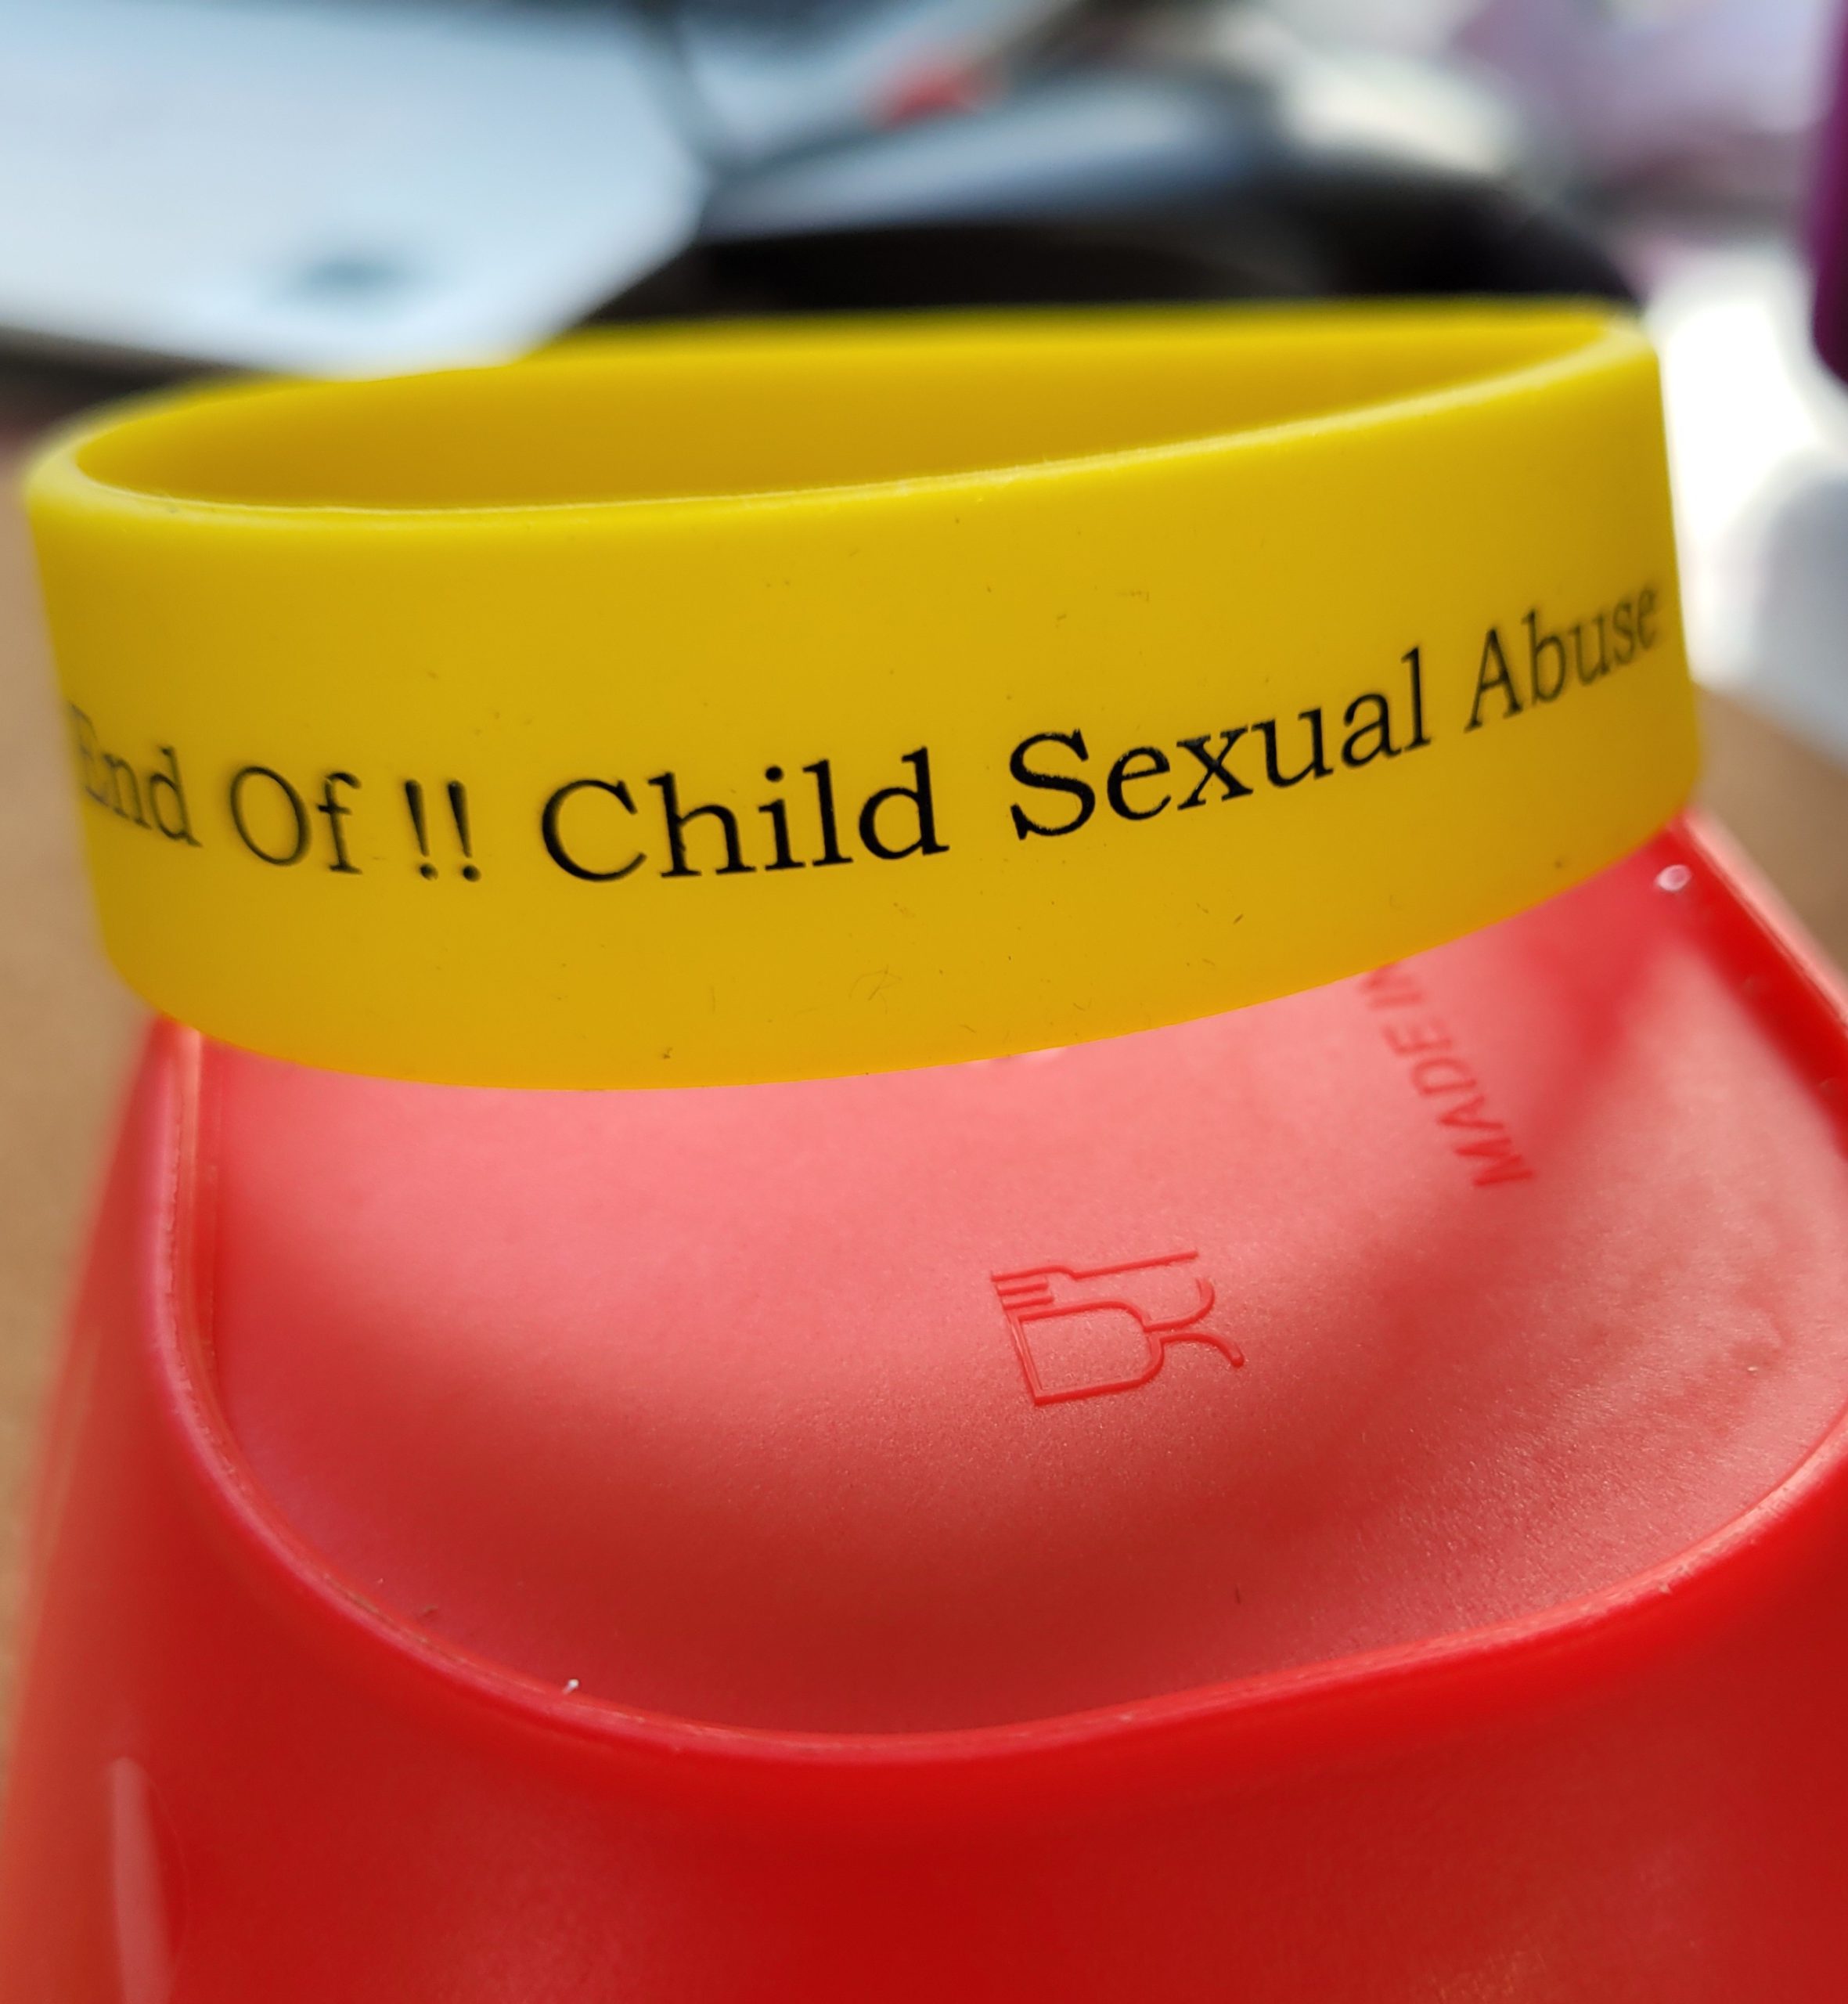 End Of !! Child Sexual Abuse
MADE IN